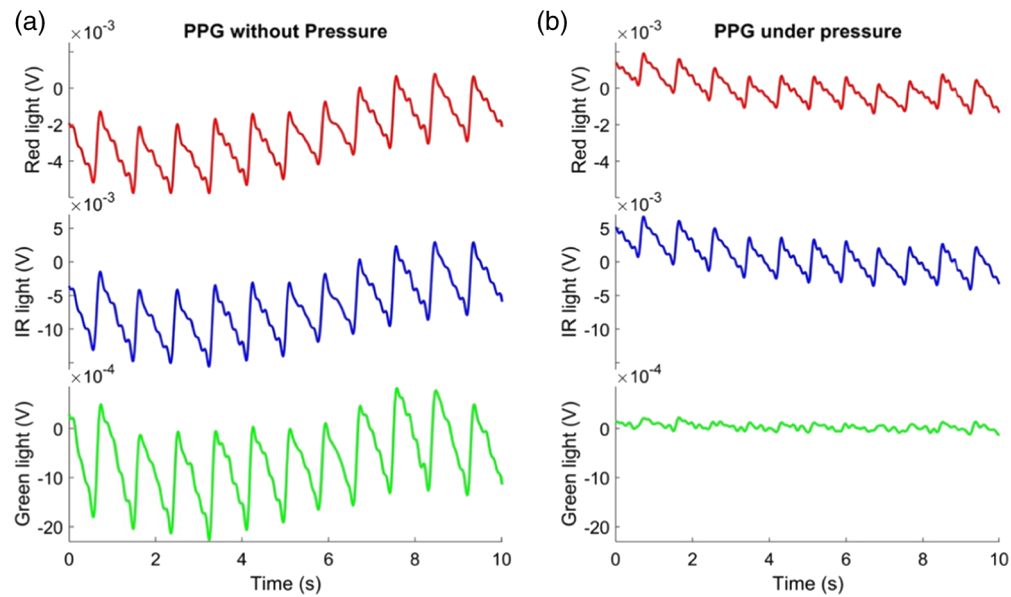 (a)
PPG without Pressure
×10⁻³
0
-2
-4
Red light (V)
×10⁻³
5
0
-5
-10
IR light (V)
×10⁻⁴
0
-10
-20
Green light (V)
0 2 4 6 8 10
Time (s)
(b)
PPG under pressure
×10⁻³
0
-2
-4
Red light (V)
×10⁻³
5
0
-5
-10
IR light (V)
×10⁻⁴
0
-10
-20
Green light (V)
0 2 4 6 8 10
Time (s)